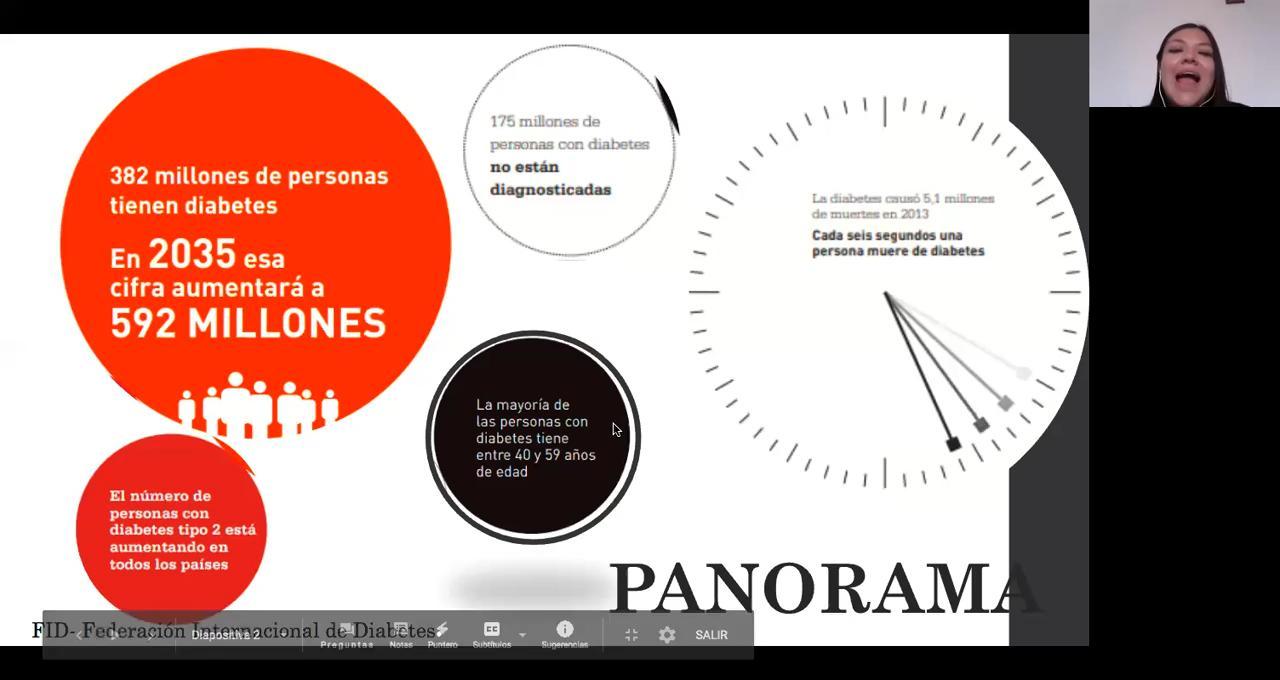 382 millones de personas
tienen diabetes
En 2035 esa
cifra aumentará a
592 MILLONES
175 millones de
personas con diabetes
no están
diagnosticadas
La diabetes causó 5,1 millones
de muertes en 2013
Cada seis segundos una
persona muere de diabetes
La mayoría de
las personas con
diabetes tiene
entre 40 y 59 años
de edad
El número de
personas con
diabetes tipo 2 está
aumentando en
todos los países
PANORAMA
FID- Federación Internacional de Diabetes
Diapositiva 2
Preguntas
Notas
Puntero
Subtítulos
Sugerencias
SALIR